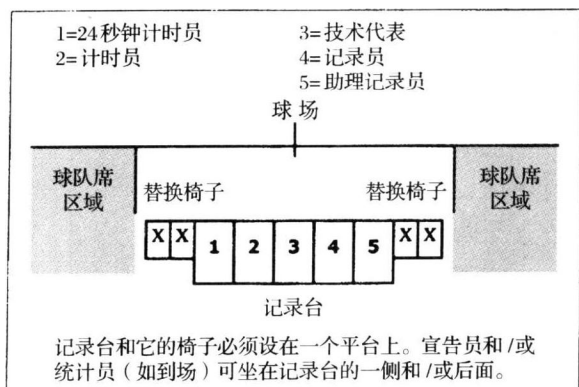 1=24秒钟计时员 3=技术代表
2=计时员 4=记录员
5=助理记录员
球 场
球队席
区域
替换椅子 替换椅子
球队席
区域
X X 1 2 3 4 5 X X
记录台
记录台和它的椅子必须设在一个平台上。宣告员和 /或
统计员（如到场）可坐在记录台的一侧和 /或后面。